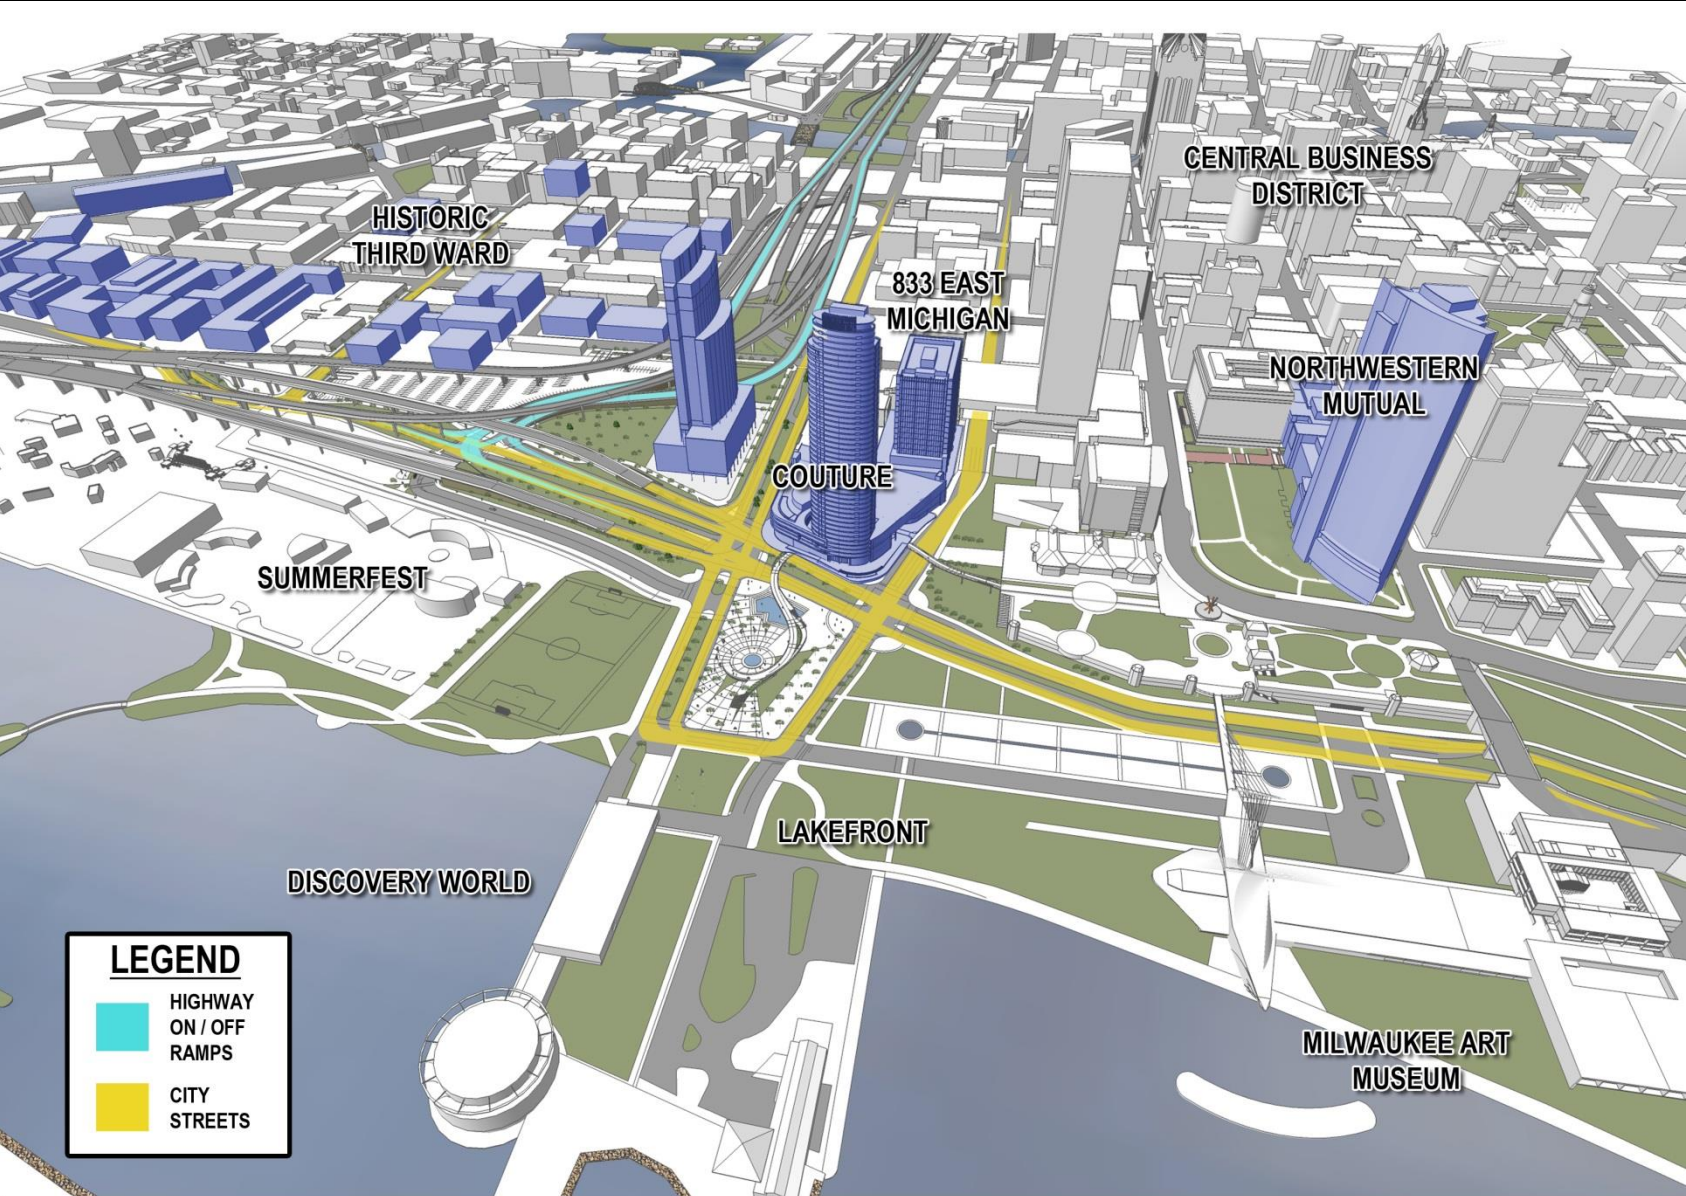 CENTRAL BUSINESS
DISTRICT
HISTORIC
THIRD WARD
833 EAST
MICHIGAN
NORTHWESTERN
MUTUAL
COUTURE
SUMMERFEST
LAKEFRONT
DISCOVERY WORLD
MILWAUKEE ART
MUSEUM
LEGEND
HIGHWAY
ON / OFF
RAMPS
CITY
STREETS